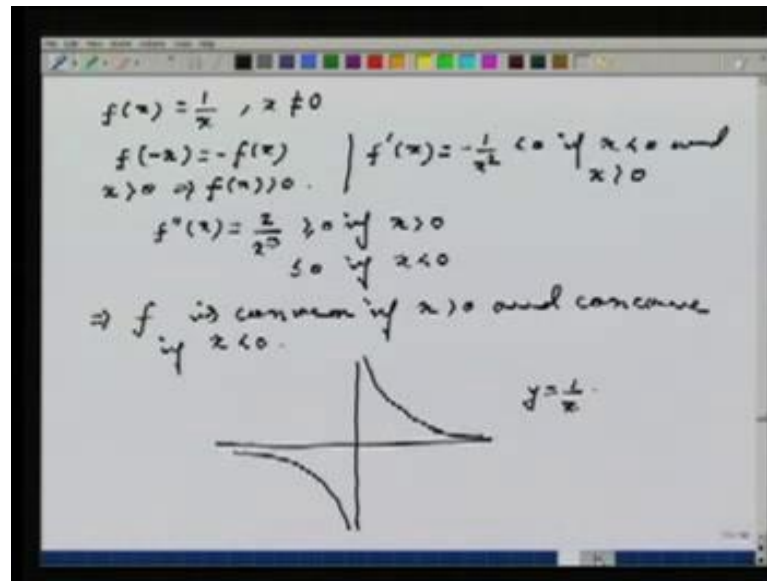 f(x) = 1/x , x ≠ 0
f(-x) = -f(x)
x > 0 ⇒ f(x) > 0 .
f'(x) = -1/x² < 0 if x < 0 and
x > 0
f''(x) = 2/x³ ≥ 0 if x > 0
≤ 0 if x < 0
⇒ f is convex if x > 0 and concave
if x < 0 .
y = 1/x .